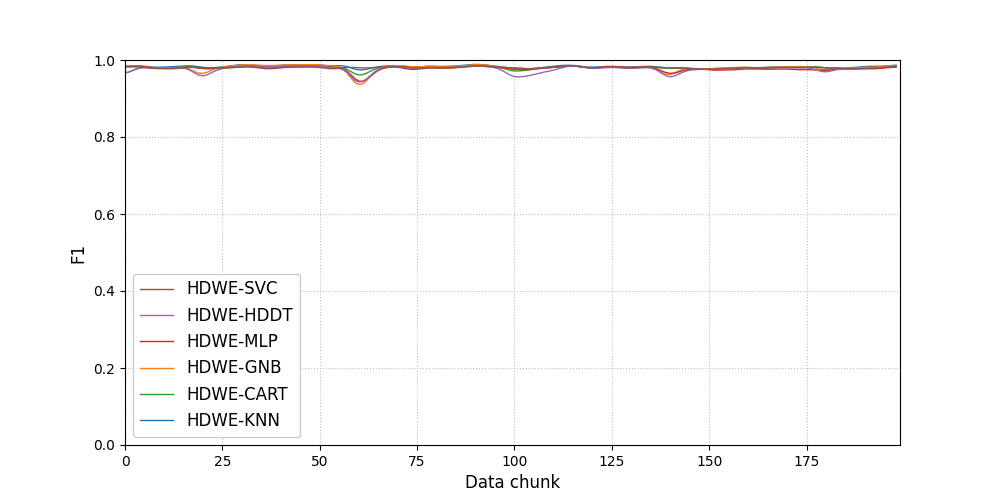 1.0
0.8
0.6
0.4
0.2
0.0
F1
HDWE-SVC
HDWE-HDDT
HDWE-MLP
HDWE-GNB
HDWE-CART
HDWE-KNN
0 25 50 75 100 125 150 175
Data chunk